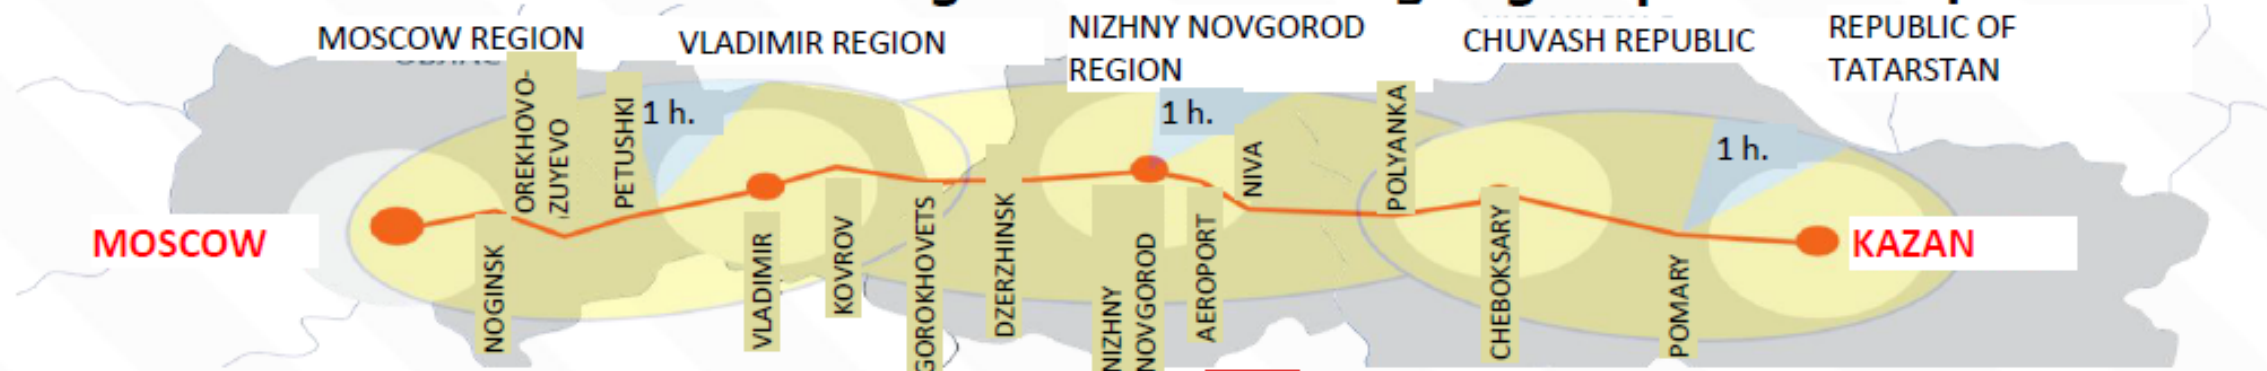 MOSCOW REGION
VLADIMIR REGION
NIZHNY NOVGOROD
REGION
CHUVASH REPUBLIC
REPUBLIC OF
TATARSTAN
OREKHOVO-
ZUYEVO
PETUSHKI
1 h.
1 h.
NIVA
POLYANKA
1 h.
MOSCOW
NOGINSK
VLADIMIR
KOVROV
GOROKHOVETS
DZERZHINSK
NIZHNY
NOVGOROD
AEROPORT
CHEBOKSARY
POMARY
KAZAN